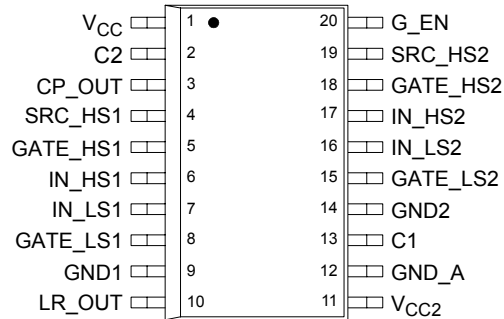 VCC 1 20 G_EN
C2 2 19 SRC_HS2
CP_OUT 3 18 GATE_HS2
SRC_HS1 4 17 IN_HS2
GATE_HS1 5 16 IN_LS2
IN_HS1 6 15 GATE_LS2
IN_LS1 7 14 GND2
GATE_LS1 8 13 C1
GND1 9 12 GND_A
LR_OUT 10 11 VCC2